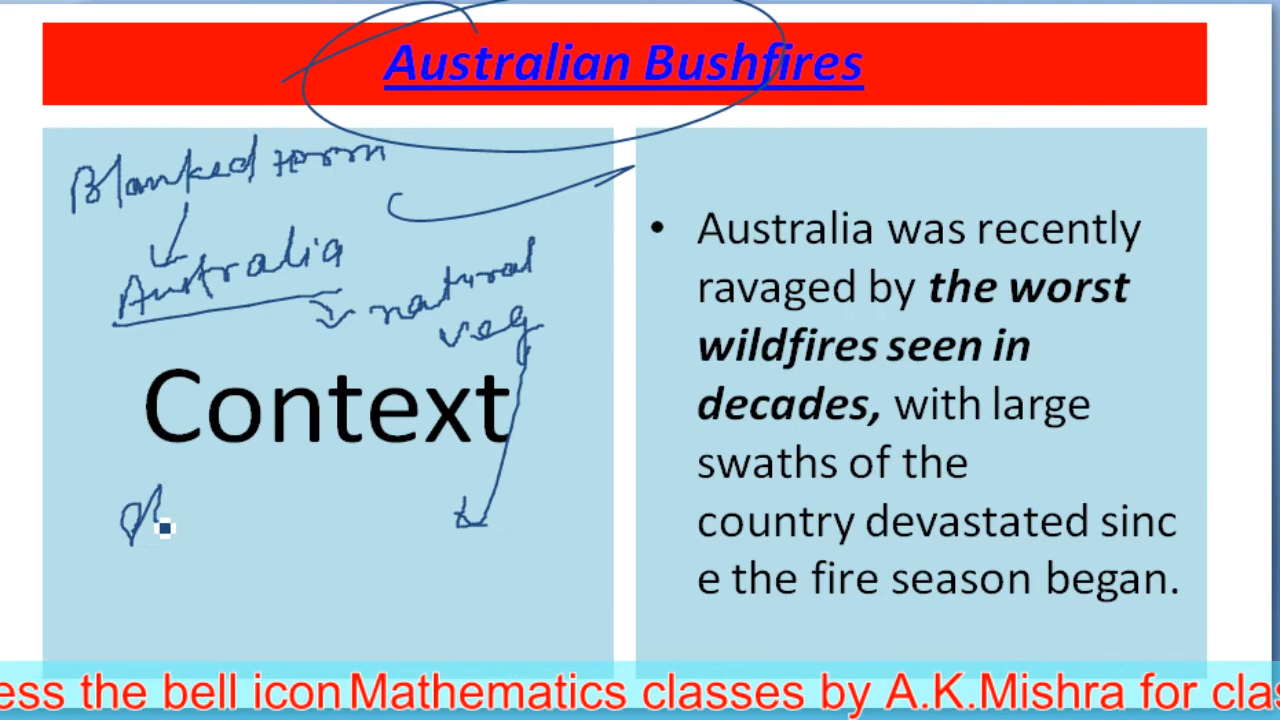 Australian Bushfires
Blanked term
Australia
natural
veg
Context
• Australia was recently
ravaged by the worst
wildfires seen in
decades, with large
swaths of the
country devastated sinc
e the fire season began.
ess the bell icon Mathematics classes by A.K.Mishra for clas